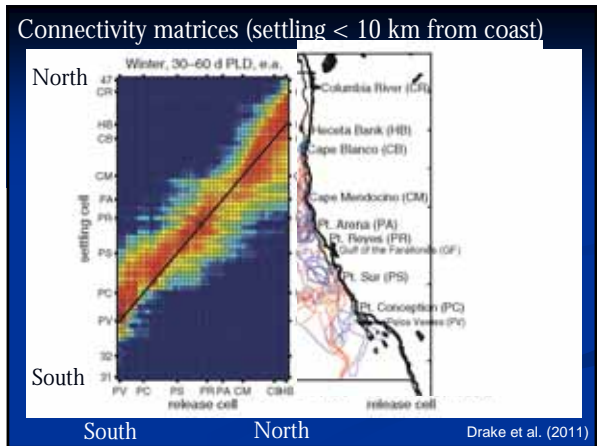 Connectivity matrices (settling < 10 km from coast)
Winter, 30–60 d PLD, e.a.
North
47
CR
HB
CB
CM
PA
PR
PS
PC
PV
32
31
settling cell
South
PV PC PS PR PA CM CB HB
release cell
South North
Columbia River (CR)
Heceta Bank (HB)
Cape Blanco (CB)
Cape Mendocino (CM)
Pt. Arena (PA)
Pt. Reyes (PR)
Gulf of the Farallones (GF)
Pt. Sur (PS)
Pt. Conception (PC)
Palos Verdes (PV)
release cell
Drake et al. (2011)